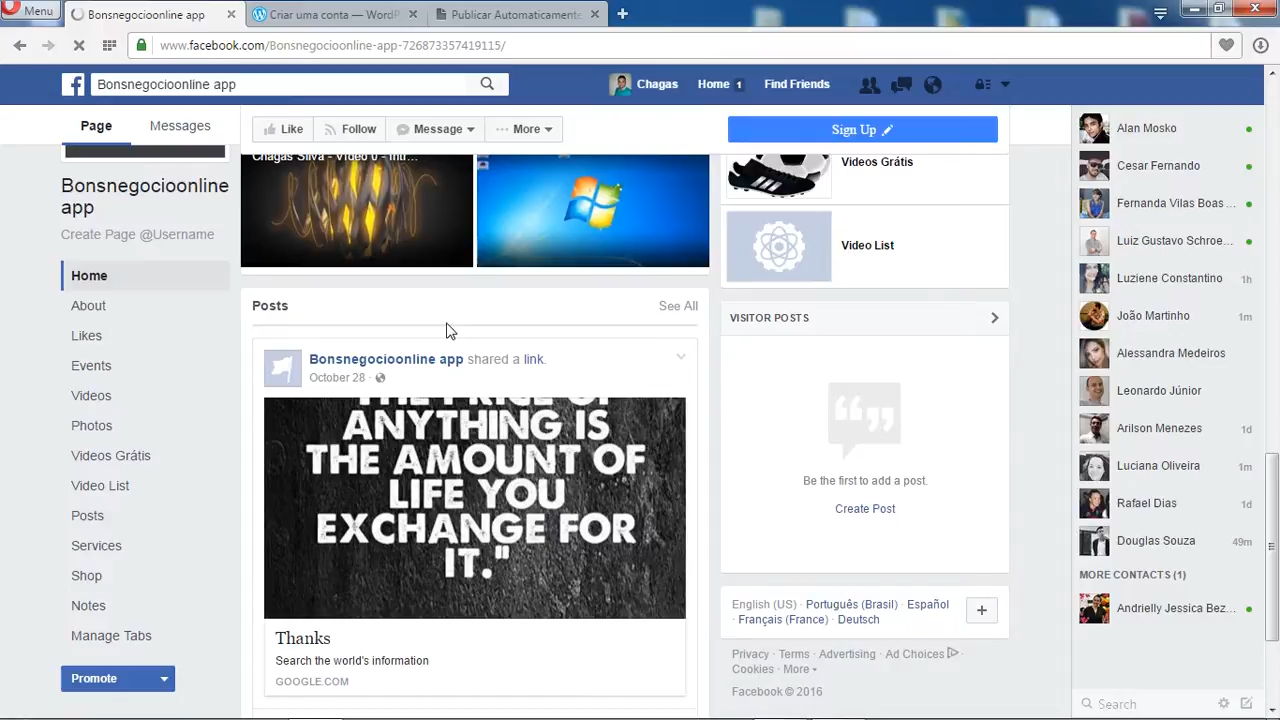 Menu
Bonsnegocioonline app
Criar uma conta — WordP
Publicar Automaticamente
www.facebook.com/Bonsnegocioonline-app-726873357419115/
Bonsnegocioonline app
Chagas
Home 1
Find Friends
Page
Messages
Like
Follow
Message
More
Sign Up
Bonsnegocioonline
app
Create Page @Username
Home
About
Likes
Events
Videos
Photos
Videos Grátis
Video List
Posts
Services
Shop
Notes
Manage Tabs
Promote
Chagas Silva - Vídeo 0 - Intr...
Posts
See All
Bonsnegocioonline app shared a link.
October 28
THE PRICE OF
ANYTHING IS
THE AMOUNT OF
LIFE YOU
EXCHANGE FOR
IT."
Thanks
Search the world's information
GOOGLE.COM
Videos Grátis
Video List
VISITOR POSTS
Be the first to add a post.
Create Post
English (US) · Português (Brasil) · Español
· Français (France) · Deutsch
Privacy · Terms · Advertising · Ad Choices ·
Cookies · More
Facebook © 2016
Alan Mosko
Cesar Fernando
Fernanda Vilas Boas ...
Luiz Gustavo Schroe...
Luziene Constantino 1h
João Martinho 1m
Alessandra Medeiros
Leonardo Júnior
Arilson Menezes 1d
Luciana Oliveira 1m
Rafael Dias 1d
Douglas Souza 49m
MORE CONTACTS (1)
Andrielly Jessica Bez...
Search